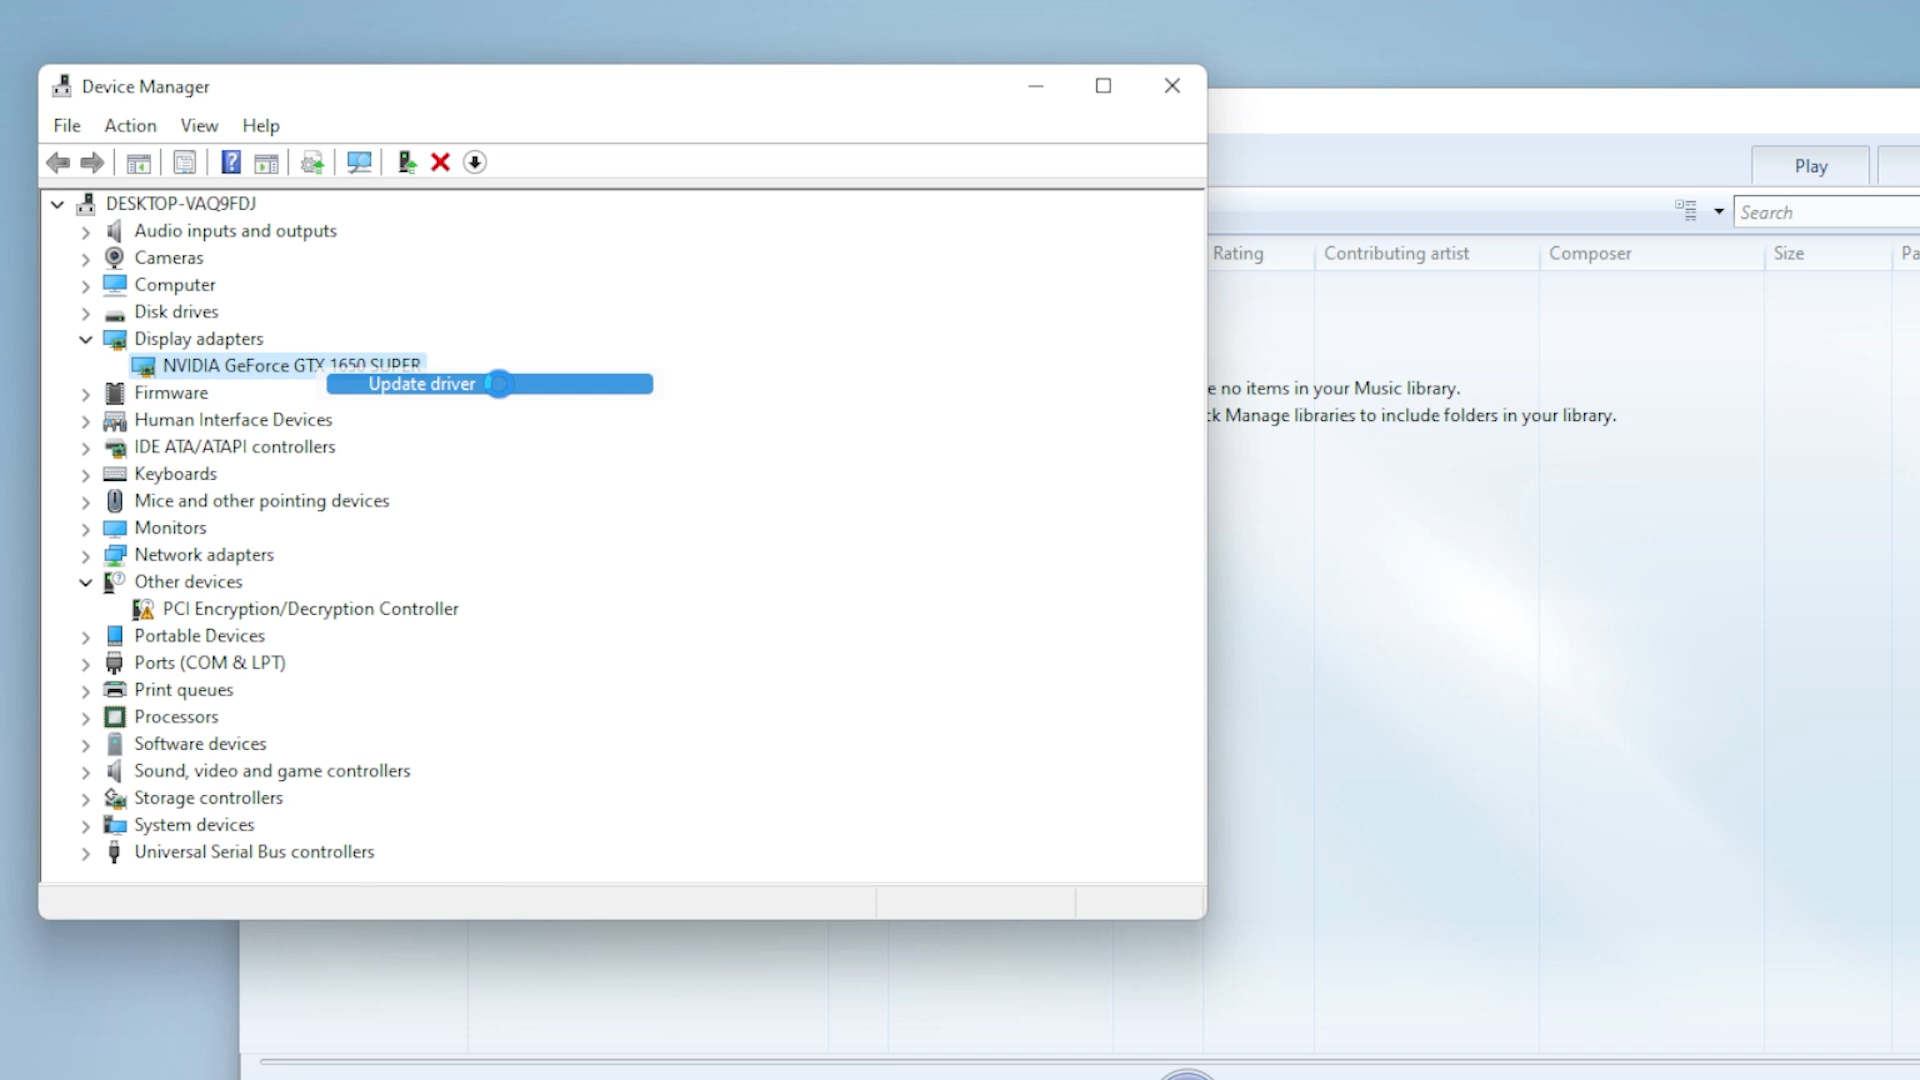 Device Manager
File Action View Help
DESKTOP-VAQ9FDJ
Audio inputs and outputs
Cameras
Computer
Disk drives
Display adapters
NVIDIA GeForce GTX 1650 SUPER
Update driver
Firmware
Human Interface Devices
IDE ATA/ATAPI controllers
Keyboards
Mice and other pointing devices
Monitors
Network adapters
Other devices
PCI Encryption/Decryption Controller
Portable Devices
Ports (COM & LPT)
Print queues
Processors
Software devices
Sound, video and game controllers
Storage controllers
System devices
Universal Serial Bus controllers
Play
Search
Rating Contributing artist Composer Size Pa
e no items in your Music library.
ck Manage libraries to include folders in your library.